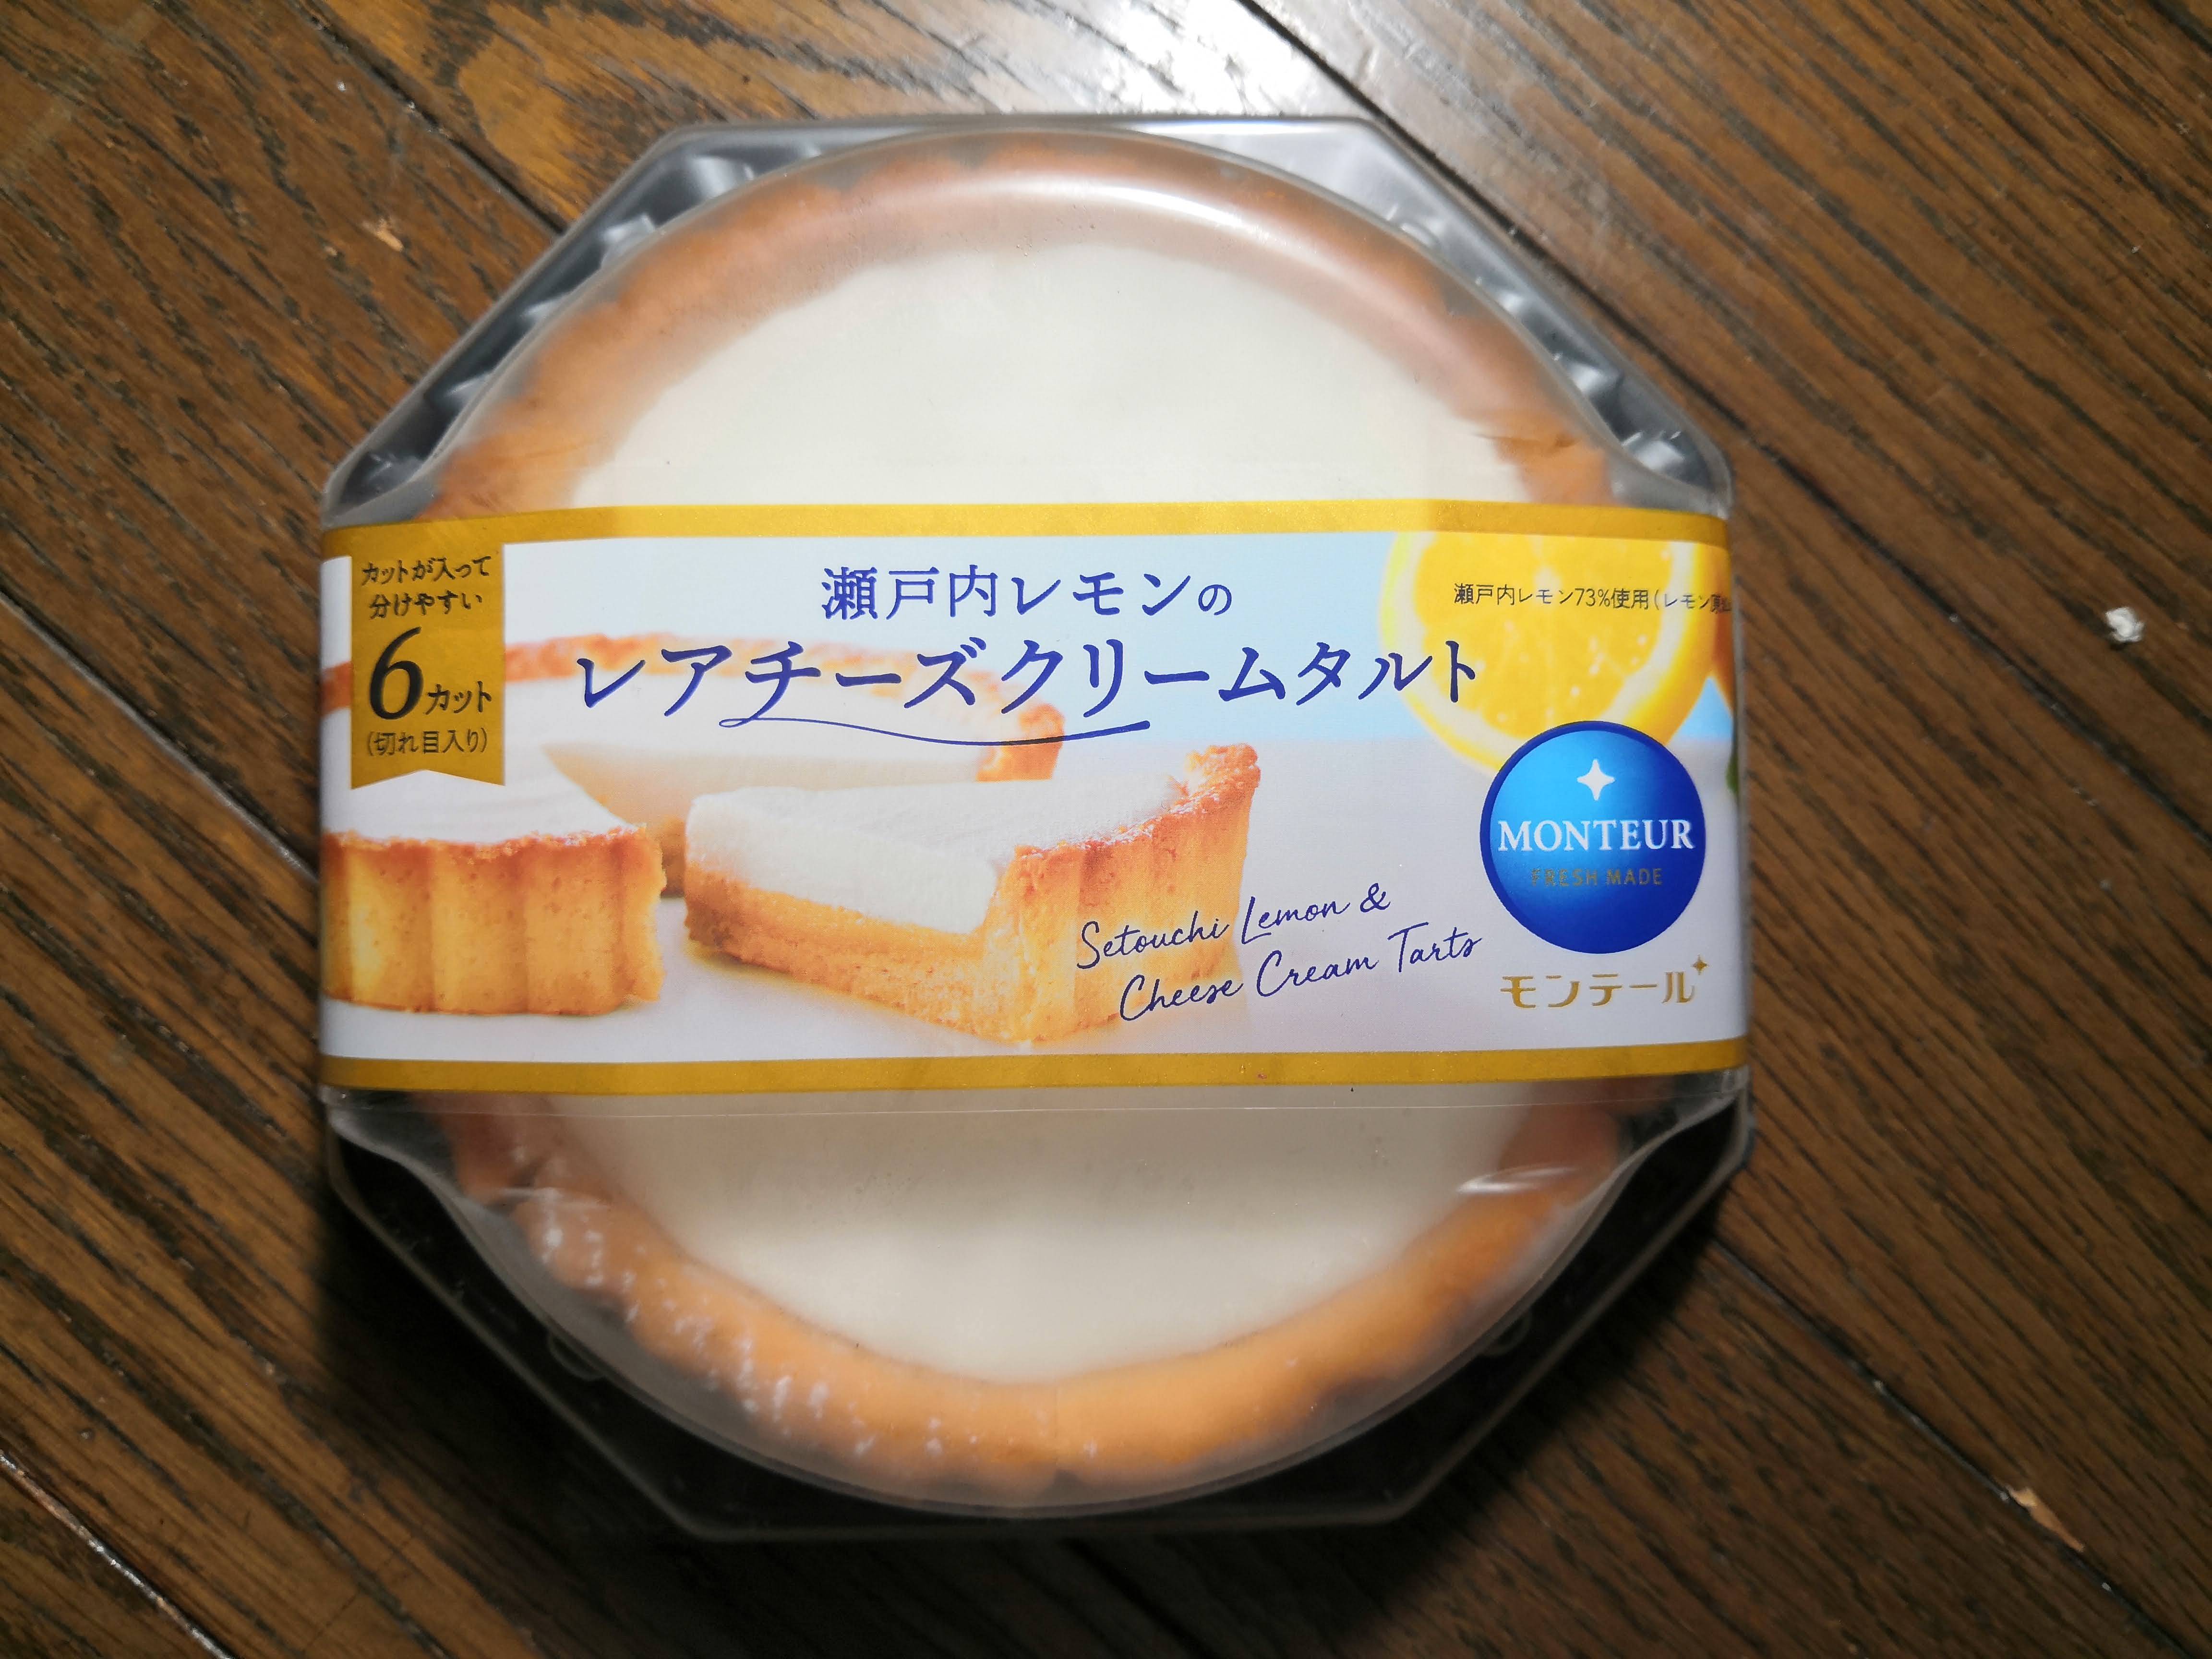 カットが入って
分けやすい
6カット
(切れ目入り)
瀬戸内レモンの
レアチーズクリームタルト
瀬戸内レモン73%使用(レモン
MONTEUR
FRESH MADE
モンテール
Setouchi Lemon &
Cheese Cream Tarts